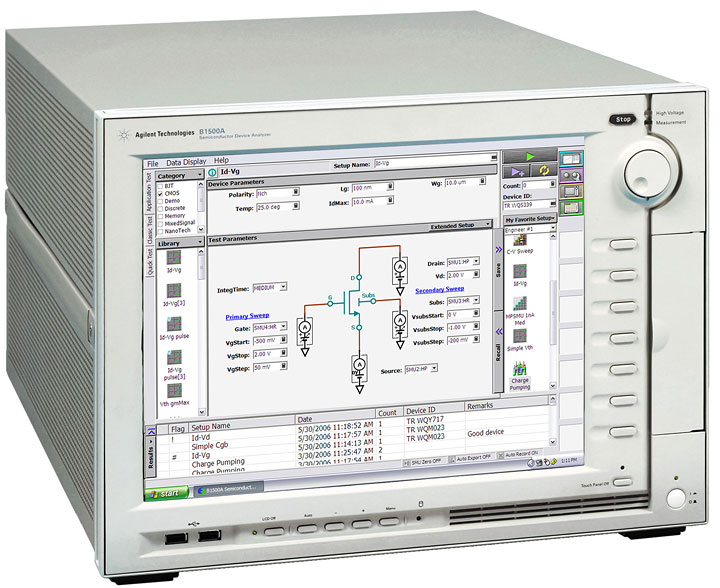 Agilent Technologies B1500A
Semiconductor Device Analyzer
Stop
High Voltage
Measurement
File Data Display Help
Category
BJT
CMOS
Demo
Discrete
Memory
MixedSignal
NanoTech
Application Test
Classic Test
Quick Test
Library
Id-Vg
Id-Vg[3]
Id-Vg pulse
Id-Vg pulse[3]
Vth gmMax
Id-Vg
Setup Name: Id-Vg
Device Parameters
Polarity: Nch
Lg: 100 nm
Wg: 10.0 um
Temp: 25.0 deg
IdMax: 10.0 mA
Test Parameters
Extended Setup
IntegTime: MEDIUM
Primary Sweep
Gate: SMU4:HR
VgStart: -500 mV
VgStop: 2.00 V
VgStep: 50 mV
D
G
Subs
S
A
A
A
A
Drain: SMU1:HP
Vd: 2.00 V
Secondary Sweep
Subs: SMU3:HR
VsubsStart: 0 V
VsubsStop: -1.00 V
VsubsStep: -200 mV
Source: SMU2:HP
Save
Recall
Count: 0
Device ID:
TR WQS339
My Favorite Setup
Engineer #1
C-V Sweep
Id-Vg
MPSMU 1nA Med
Simple Vth
Charge Pumping
Results
Flag Setup Name Date Count Device ID Remarks
! Id-Vd 5/30/2006 11:18:52 AM 1 TR WQY717
Simple Cgb 5/30/2006 11:17:57 AM 1 TR WQM023
Id-Vg 5/30/2006 11:14:13 AM 1 TR WQM023 Good device
# Charge Pumping 3/30/2006 11:25:47 AM 2
Charge Pumping 3/30/2006 11:17:54 AM 1
SMU Zero OFF Auto Export OFF Auto Record ON
start
B1500A Semiconduct...
1:11 PM
Touch Panel Off
LCD Off
Auto
−
+
Menu